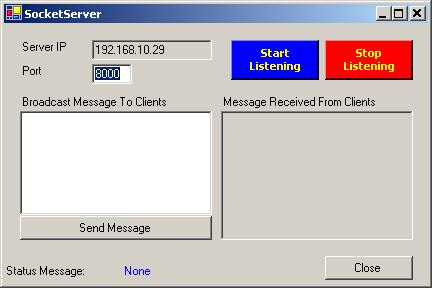 SocketServer
Server IP 192.168.10.29
Port 8000
Start
Listening
Stop
Listening
Broadcast Message To Clients
Message Received From Clients
Send Message
Status Message: None
Close